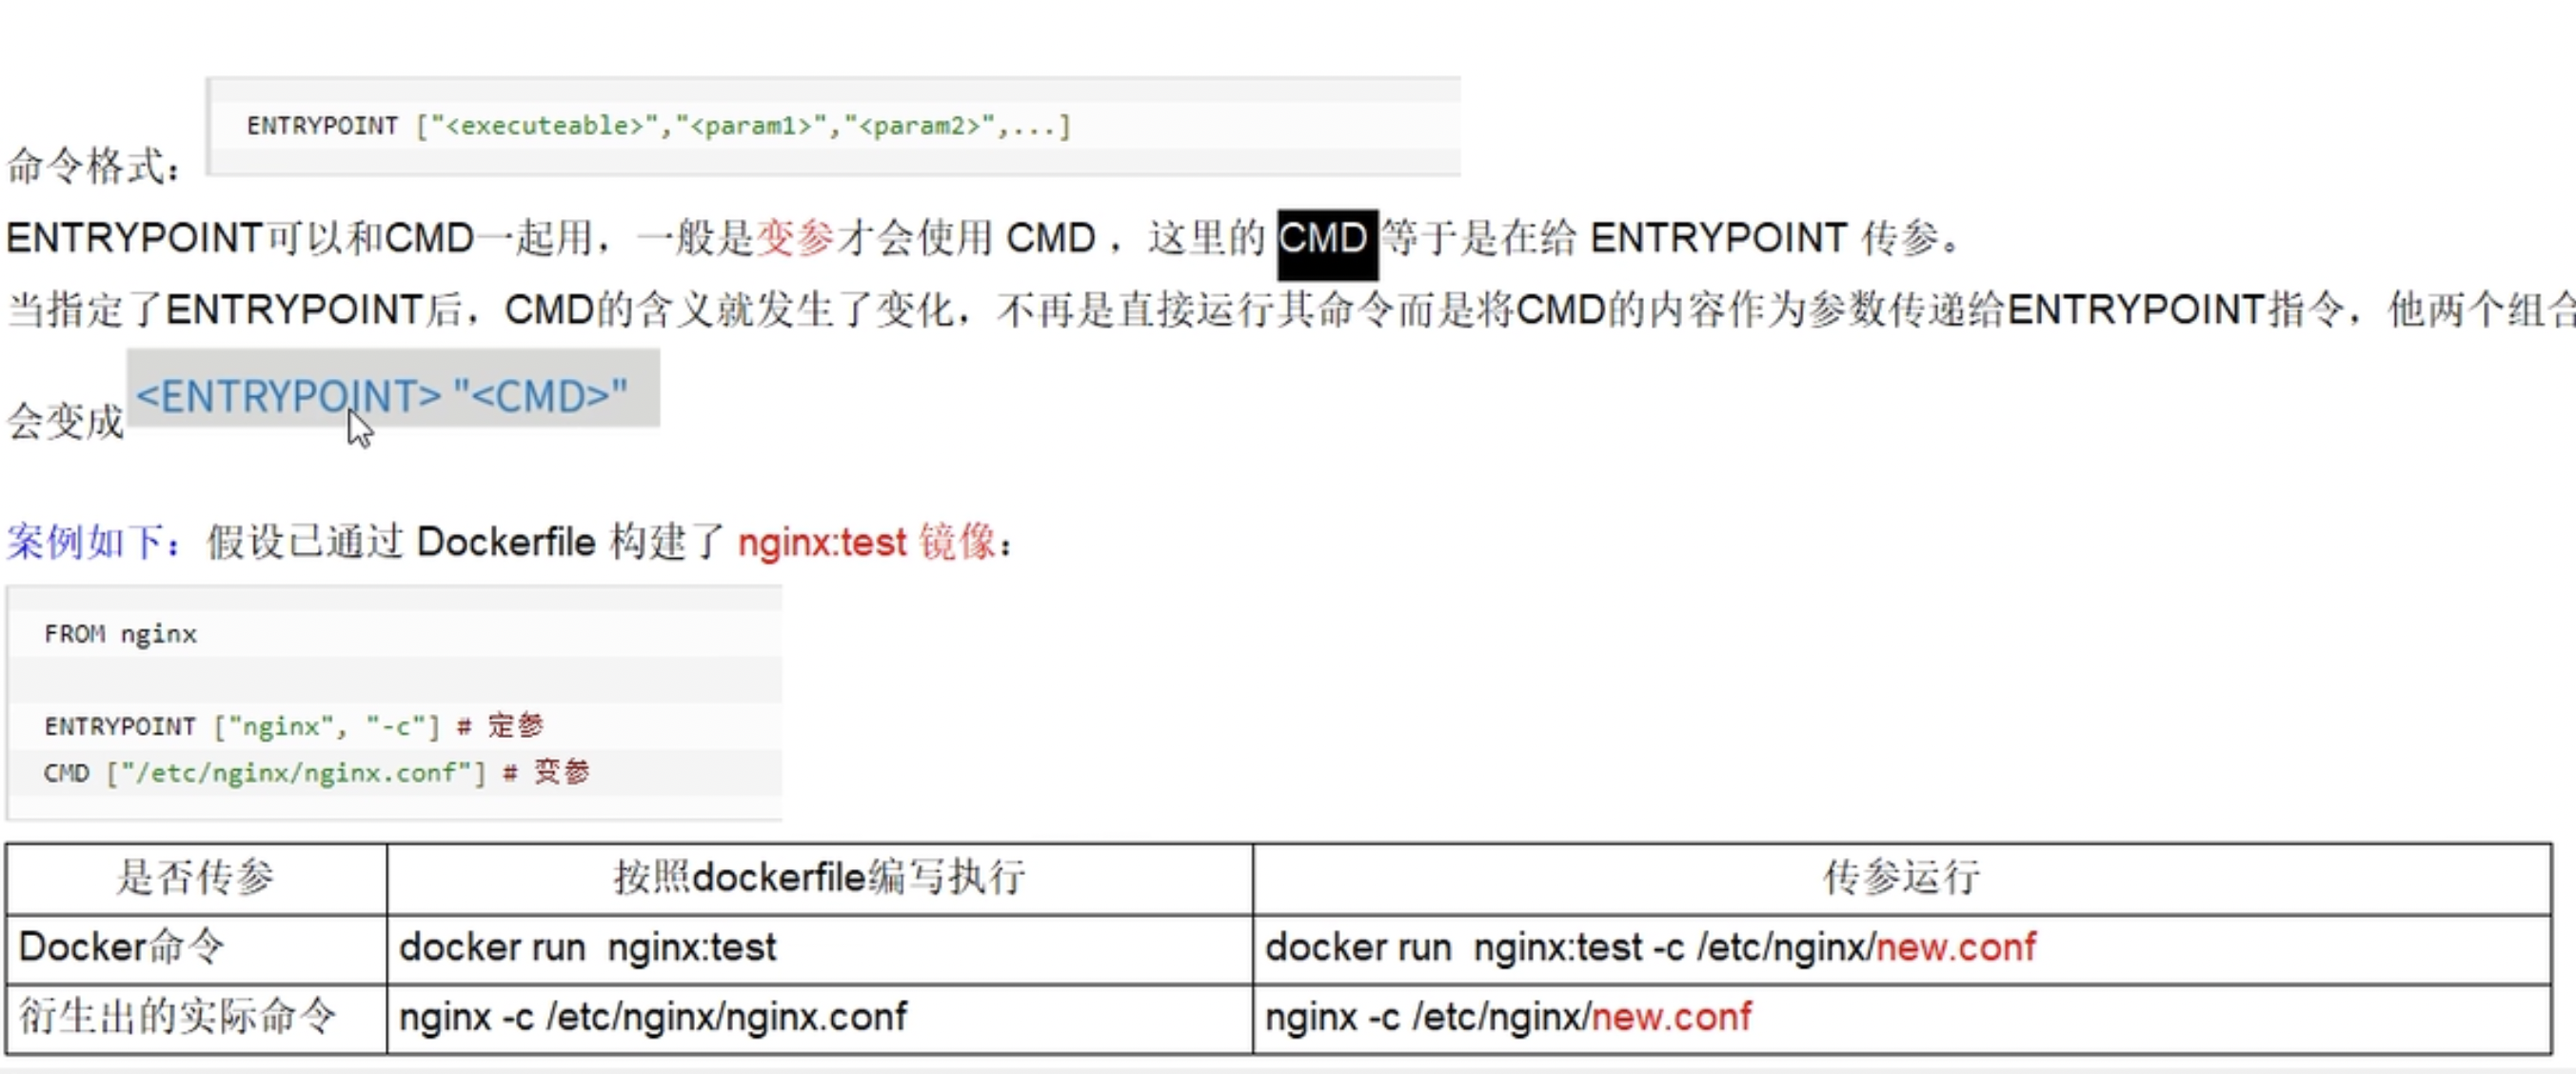 命令格式：
ENTRYPOINT ["<executeable>","<param1>","<param2>",...]
ENTRYPOINT可以和CMD一起用，一般是变参才会使用 CMD ，这里的 CMD 等于是在给 ENTRYPOINT 传参。
当指定了ENTRYPOINT后，CMD的含义就发生了变化，不再是直接运行其命令而是将CMD的内容作为参数传递给ENTRYPOINT指令，他两个组合
会变成 <ENTRYPOINT> "<CMD>"
案例如下：假设已通过 Dockerfile 构建了 nginx:test 镜像：
FROM nginx
ENTRYPOINT ["nginx", "-c"] # 定参
CMD ["/etc/nginx/nginx.conf"] # 变参
是否传参 按照dockerfile编写执行 传参运行
Docker命令 docker run  nginx:test docker run  nginx:test -c /etc/nginx/new.conf
衍生出的实际命令 nginx -c /etc/nginx/nginx.conf nginx -c /etc/nginx/new.conf